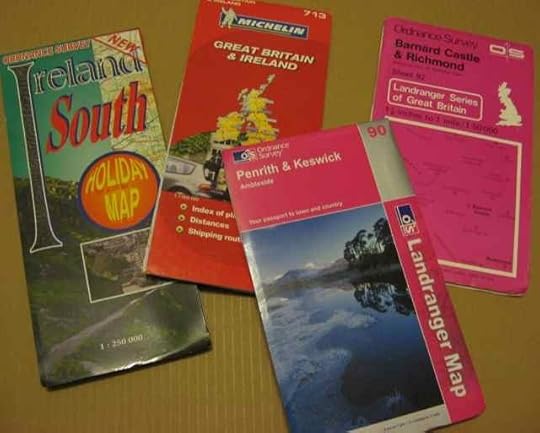 ORDNANCE SURVEY
NEW
Ireland
South
HOLIDAY
MAP
1 : 250 000
713
MICHELIN
GREAT BRITAIN
& IRELAND
Index of
Distances
Shipping
90
Ordnance
Survey
Penrith & Keswick
Ambleside
Your passport to town and country
Landranger Map
Ordnance Survey
OS
Barnard Castle
& Richmond
Sheet 92
Landranger Series
of Great Britain